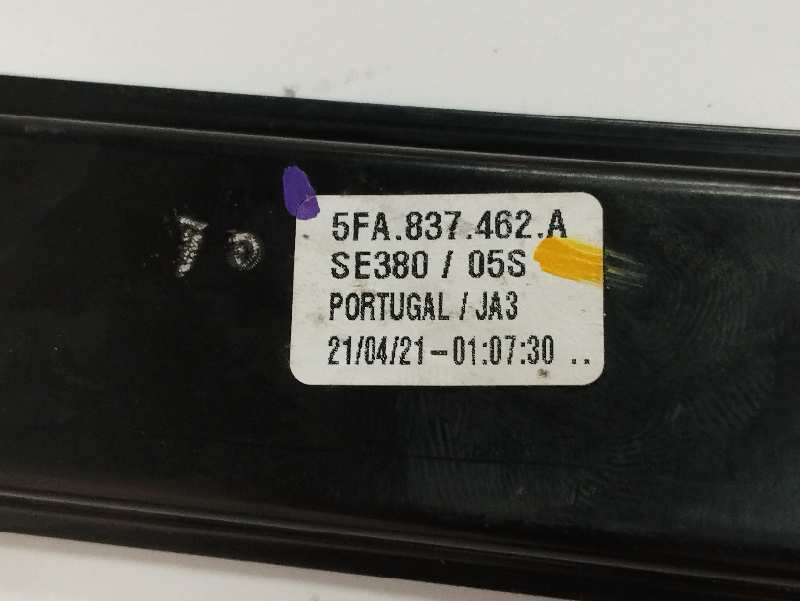 5FA.837.462.A
SE380 / 05S
PORTUGAL / JA3
21/04/21-01:07:30 ..